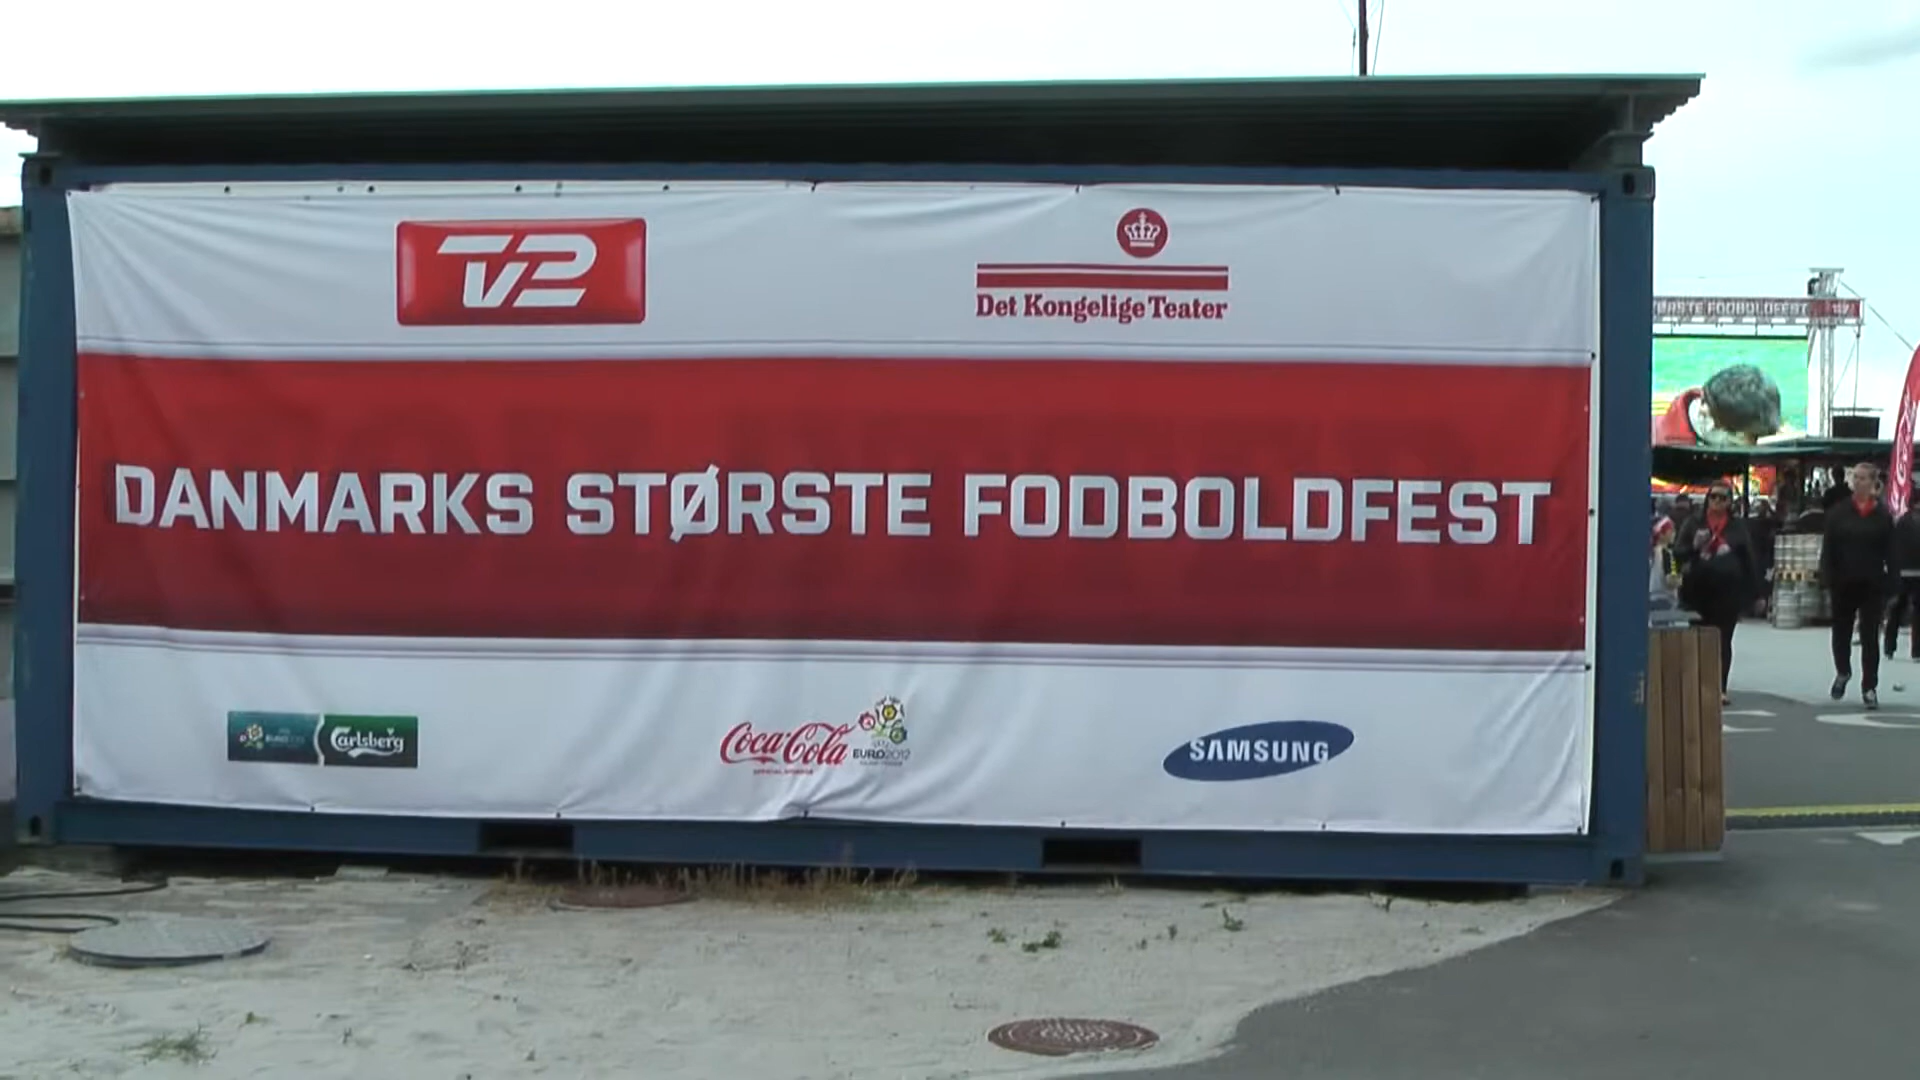 TV2
Det Kongelige Teater
DANMARKS STØRSTE FODBOLDFEST
Carlsberg
Coca-Cola
EURO2012
SAMSUNG
STØRSTE FODBOLDFEST